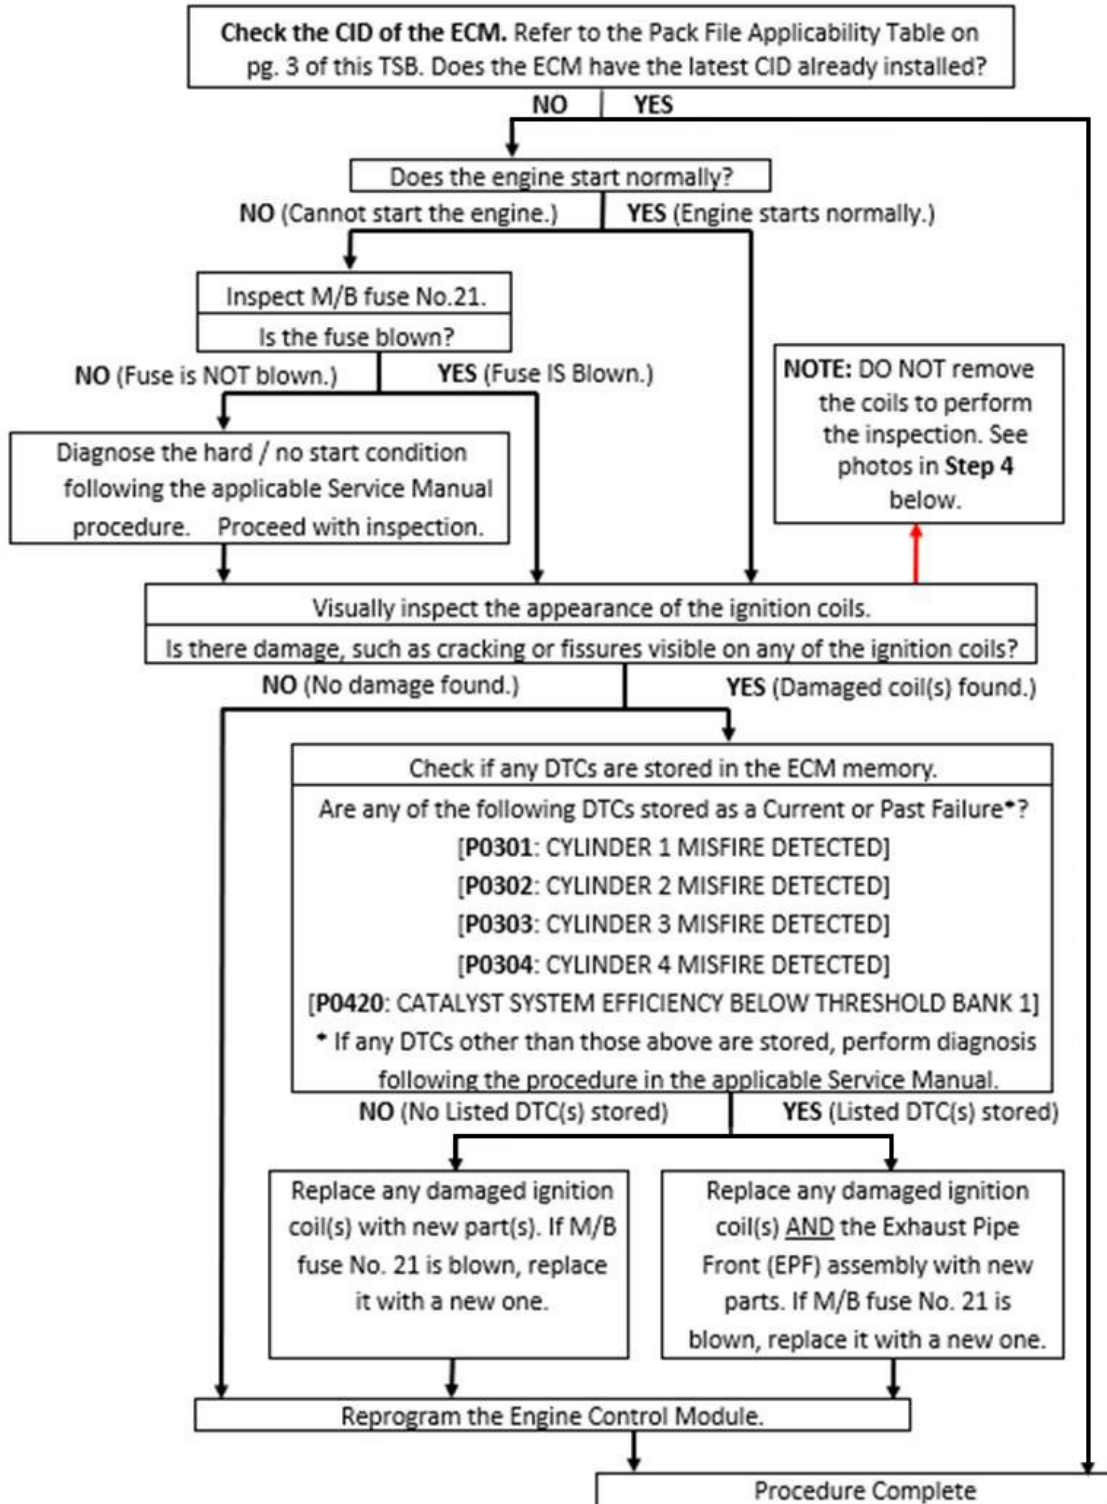 Check the CID of the ECM. Refer to the Pack File Applicability Table on
pg. 3 of this TSB. Does the ECM have the latest CID already installed?
NO YES
Does the engine start normally?
NO (Cannot start the engine.) YES (Engine starts normally.)
Inspect M/B fuse No.21.
Is the fuse blown?
NO (Fuse is NOT blown.) YES (Fuse IS Blown.)
NOTE: DO NOT remove
the coils to perform
the inspection. See
photos in Step 4
below.
Diagnose the hard / no start condition
following the applicable Service Manual
procedure. Proceed with inspection.
Visually inspect the appearance of the ignition coils.
Is there damage, such as cracking or fissures visible on any of the ignition coils?
NO (No damage found.) YES (Damaged coil(s) found.)
Check if any DTCs are stored in the ECM memory.
Are any of the following DTCs stored as a Current or Past Failure*?
[P0301: CYLINDER 1 MISFIRE DETECTED]
[P0302: CYLINDER 2 MISFIRE DETECTED]
[P0303: CYLINDER 3 MISFIRE DETECTED]
[P0304: CYLINDER 4 MISFIRE DETECTED]
[P0420: CATALYST SYSTEM EFFICIENCY BELOW THRESHOLD BANK 1]
* If any DTCs other than those above are stored, perform diagnosis
following the procedure in the applicable Service Manual.
NO (No Listed DTC(s) stored) YES (Listed DTC(s) stored)
Replace any damaged ignition
coil(s) with new part(s). If M/B
fuse No. 21 is blown, replace
it with a new one.
Replace any damaged ignition
coil(s) AND the Exhaust Pipe
Front (EPF) assembly with new
parts. If M/B fuse No. 21 is
blown, replace it with a new one.
Reprogram the Engine Control Module.
Procedure Complete